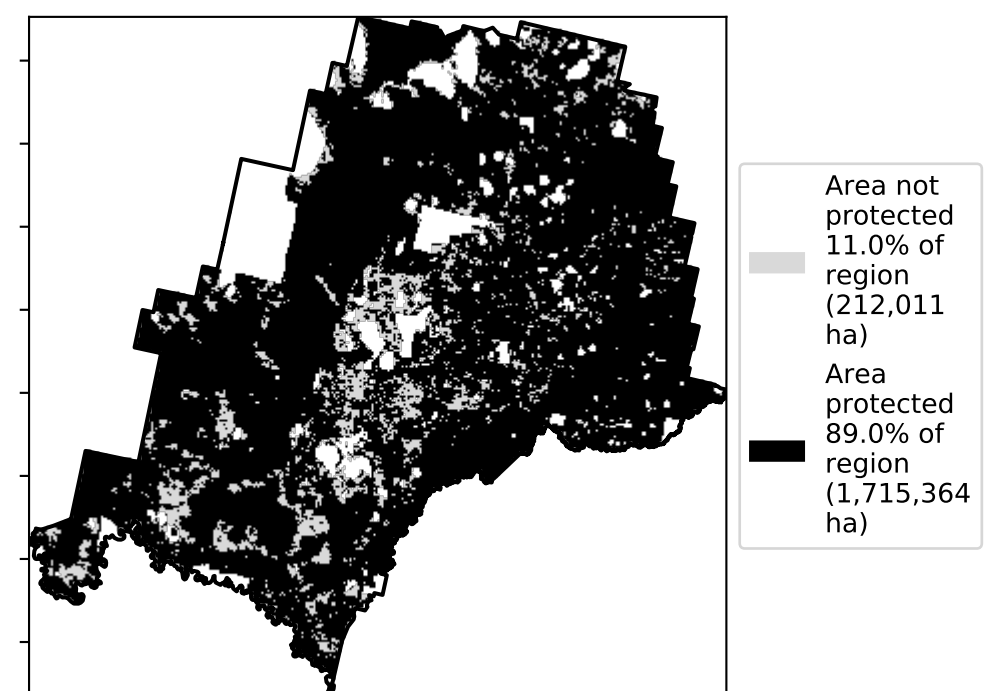 Area not
protected
11.0% of
region
(212,011
ha)
Area
protected
89.0% of
region
(1,715,364
ha)